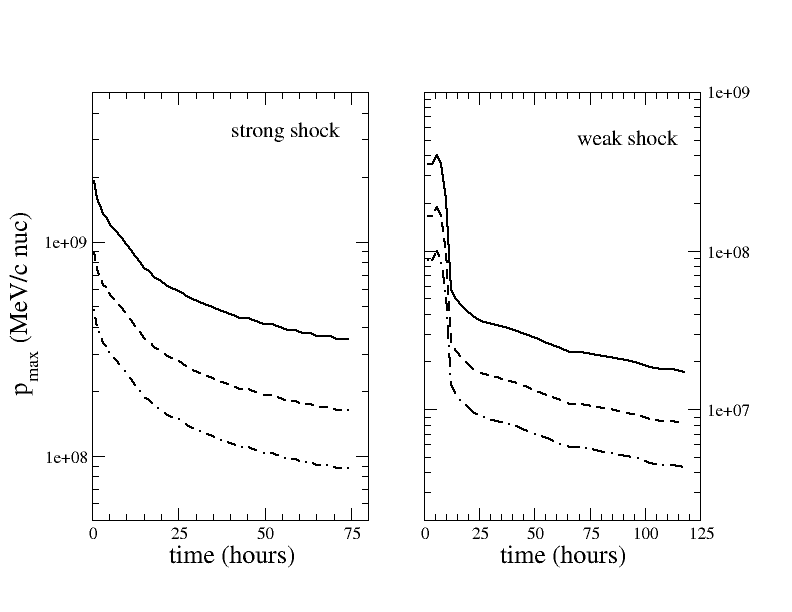 strong shock
weak shock
p_max (MeV/c nuc)
1e+09
1e+08
1e+09
1e+08
1e+07
0 25 50 75
0 25 50 75 100 125
time (hours)
time (hours)